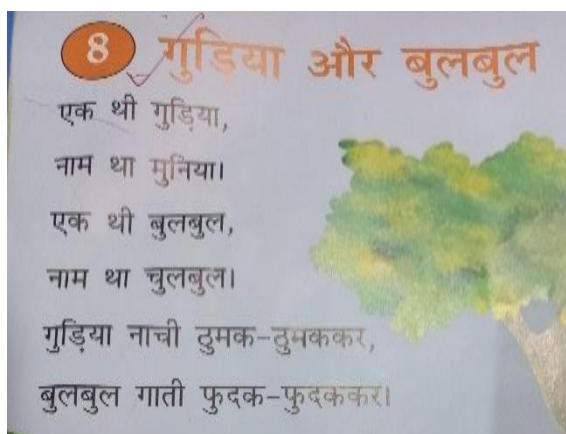 8 गुड़िया और बुलबुल
एक थी गुड़िया,
नाम था मुनिया।
एक थी बुलबुल,
नाम था चुलबुल।
गुड़िया नाची ठुमक-ठुमककर,
बुलबुल गाती फुदक-फुदककर।